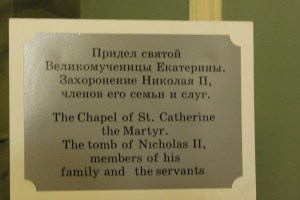 Придел святой
Великомученицы Екатерины.
Захоронение Николая II,
членов его семьи и слуг.
The Chapel of St. Catherine
the Martyr.
The tomb of Nicholas II,
members of his
family and the servants